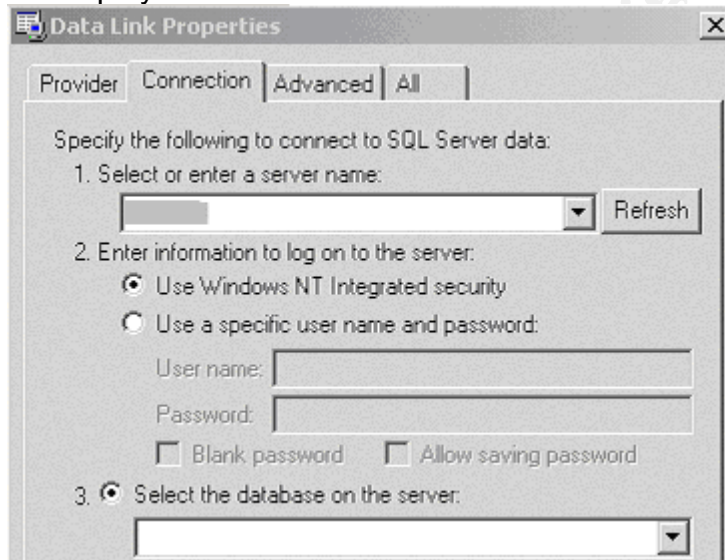 Data Link Properties
Provider Connection Advanced All
Specify the following to connect to SQL Server data:
1. Select or enter a server name:
Refresh
2. Enter information to log on to the server:
Use Windows NT Integrated security
Use a specific user name and password:
User name:
Password:
Blank password Allow saving password
3. Select the database on the server: